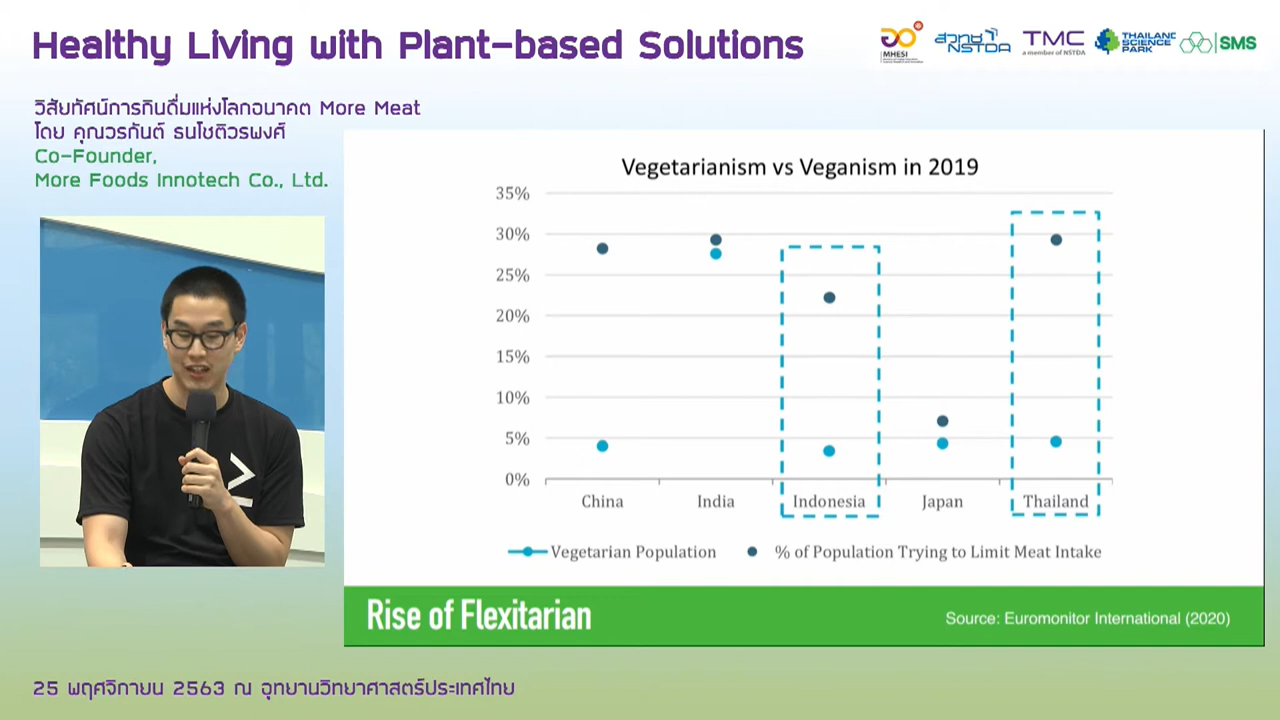 Healthy Living with Plant-based Solutions
MHESI
สวทช
NSTDA
TMC
a member of NSTDA
THAILAND
SCIENCE
PARK
SMS
วิสัยทัศน์การกินดื่มแห่งโลกอนาคต More Meat
โดย คุณวรกันต์ ธนโชติวรพงศ์
Co-Founder,
More Foods Innotech Co., Ltd.
Vegetarianism vs Veganism in 2019
35%
30%
25%
20%
15%
10%
5%
0%
China India Indonesia Japan Thailand
Vegetarian Population % of Population Trying to Limit Meat Intake
Rise of Flexitarian
Source: Euromonitor International (2020)
25 พฤศจิกายน 2563 ณ อุทยานวิทยาศาสตร์ประเทศไทย